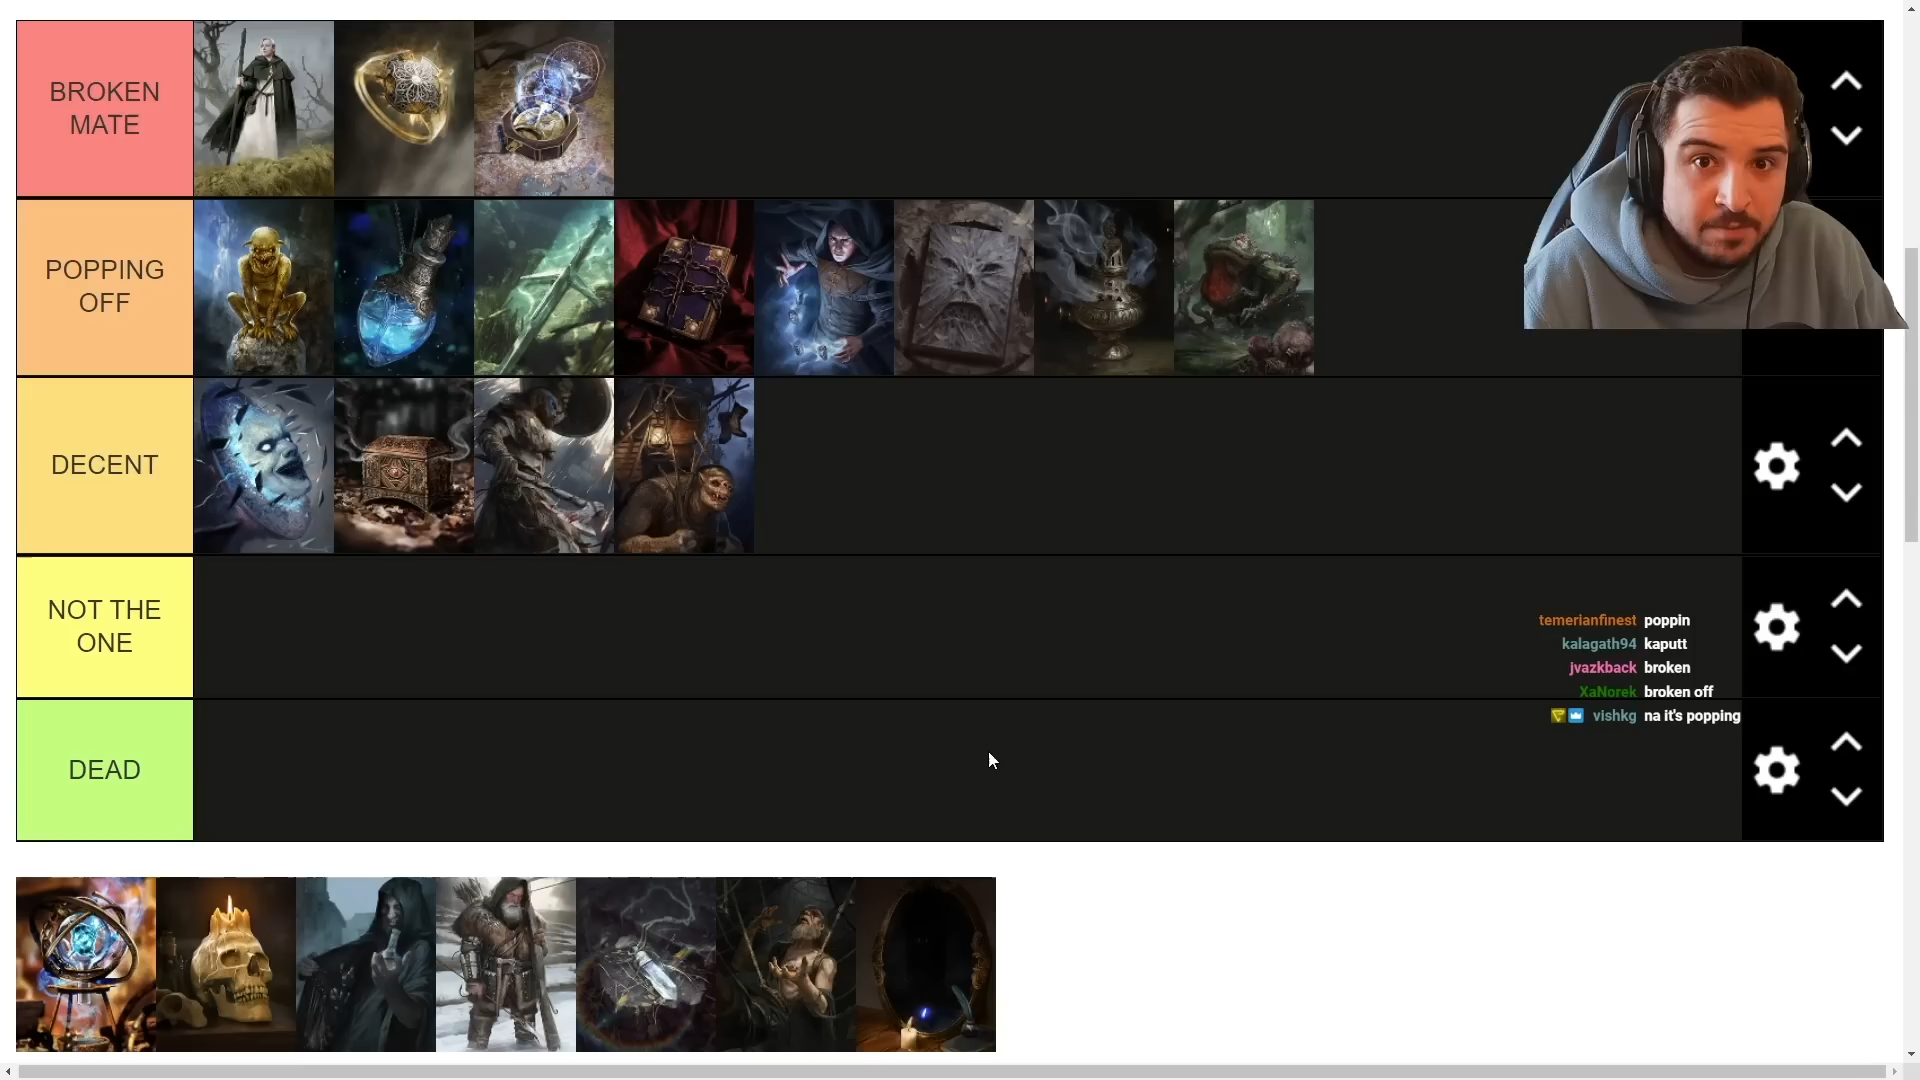 BROKEN
MATE
POPPING
OFF
DECENT
NOT THE
ONE
temerianfinest poppin
kalagath94 kaputt
jvazkback broken
XaNorek broken off
vishkg na it's popping
DEAD